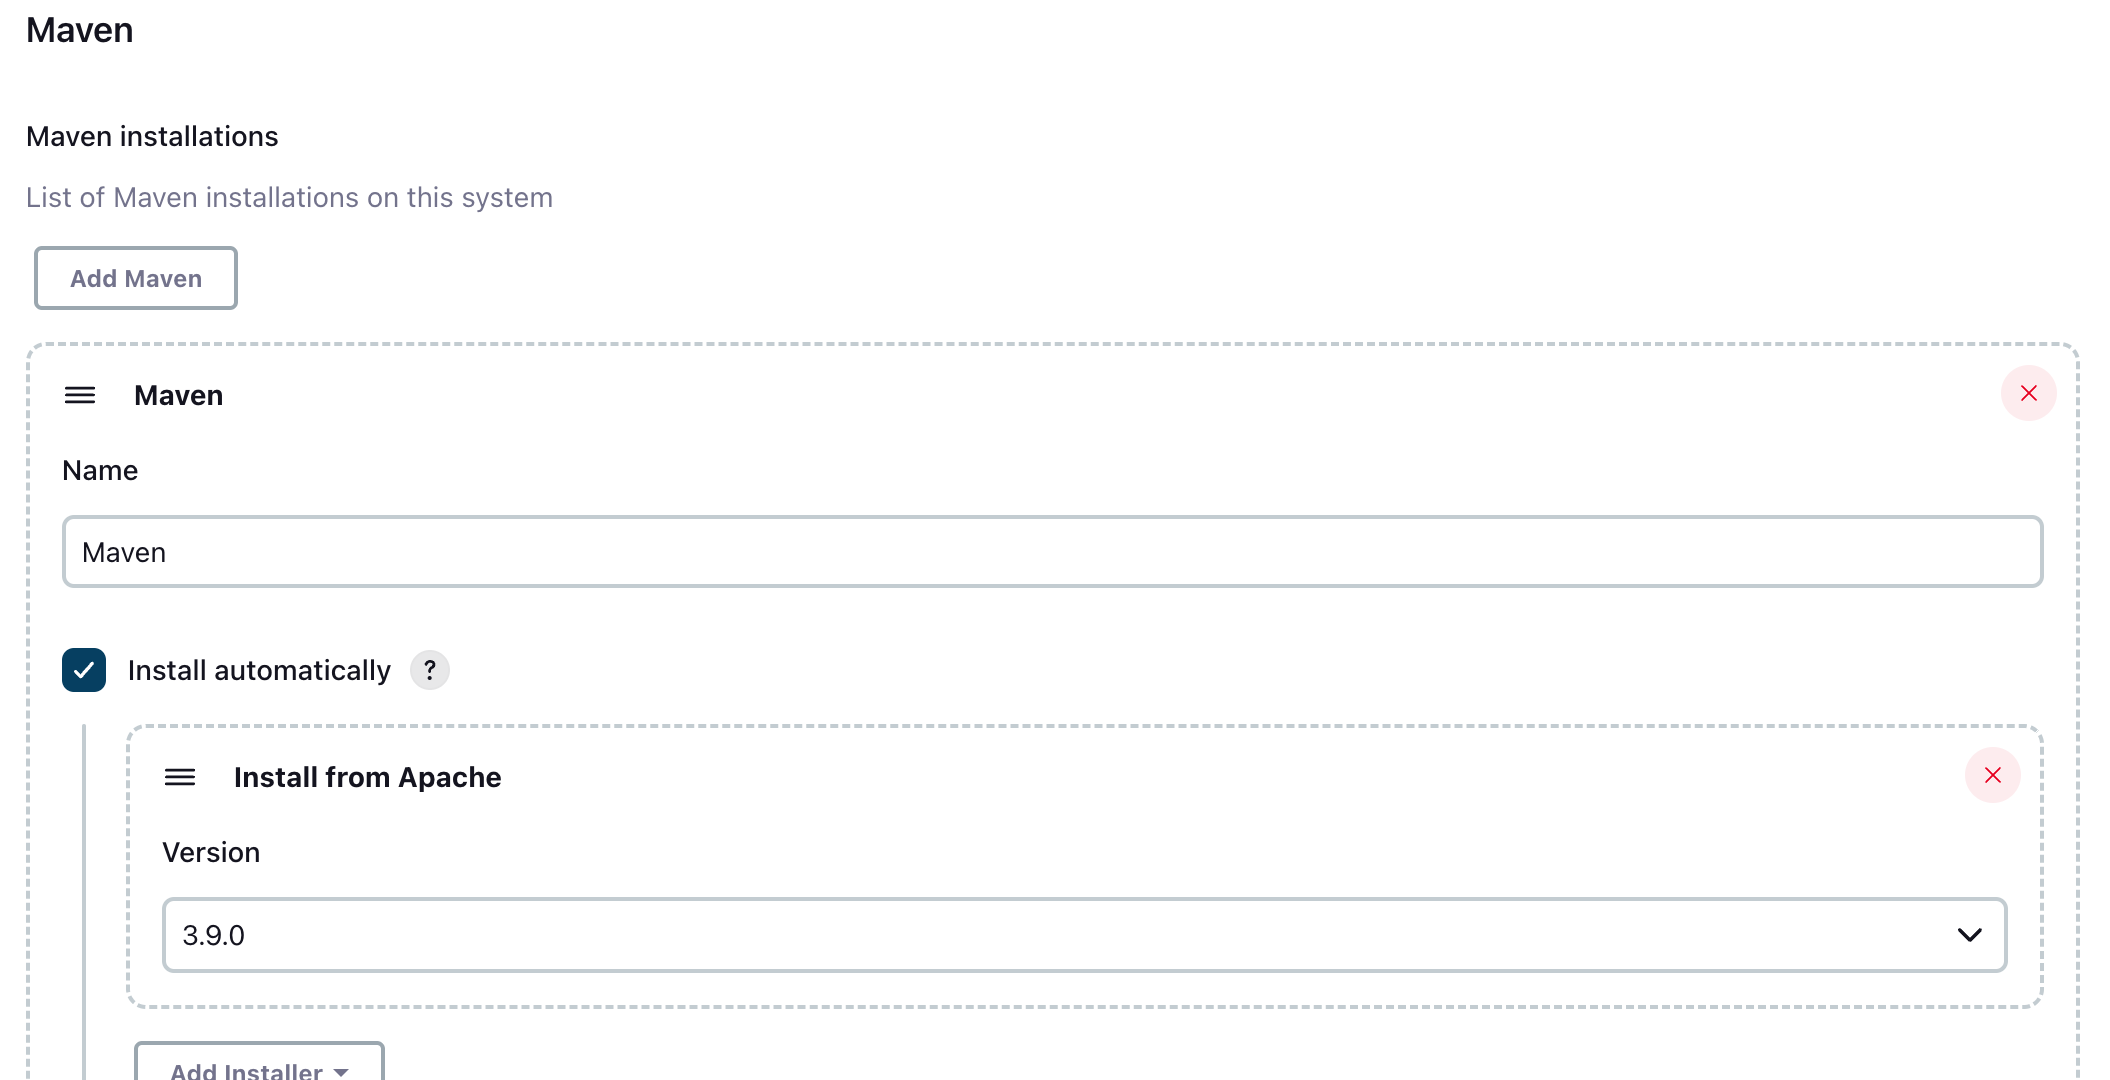 Maven
Maven installations
List of Maven installations on this system
Add Maven
Maven
Name
Maven
Install automatically ?
Install from Apache
Version
3.9.0
Add Installer